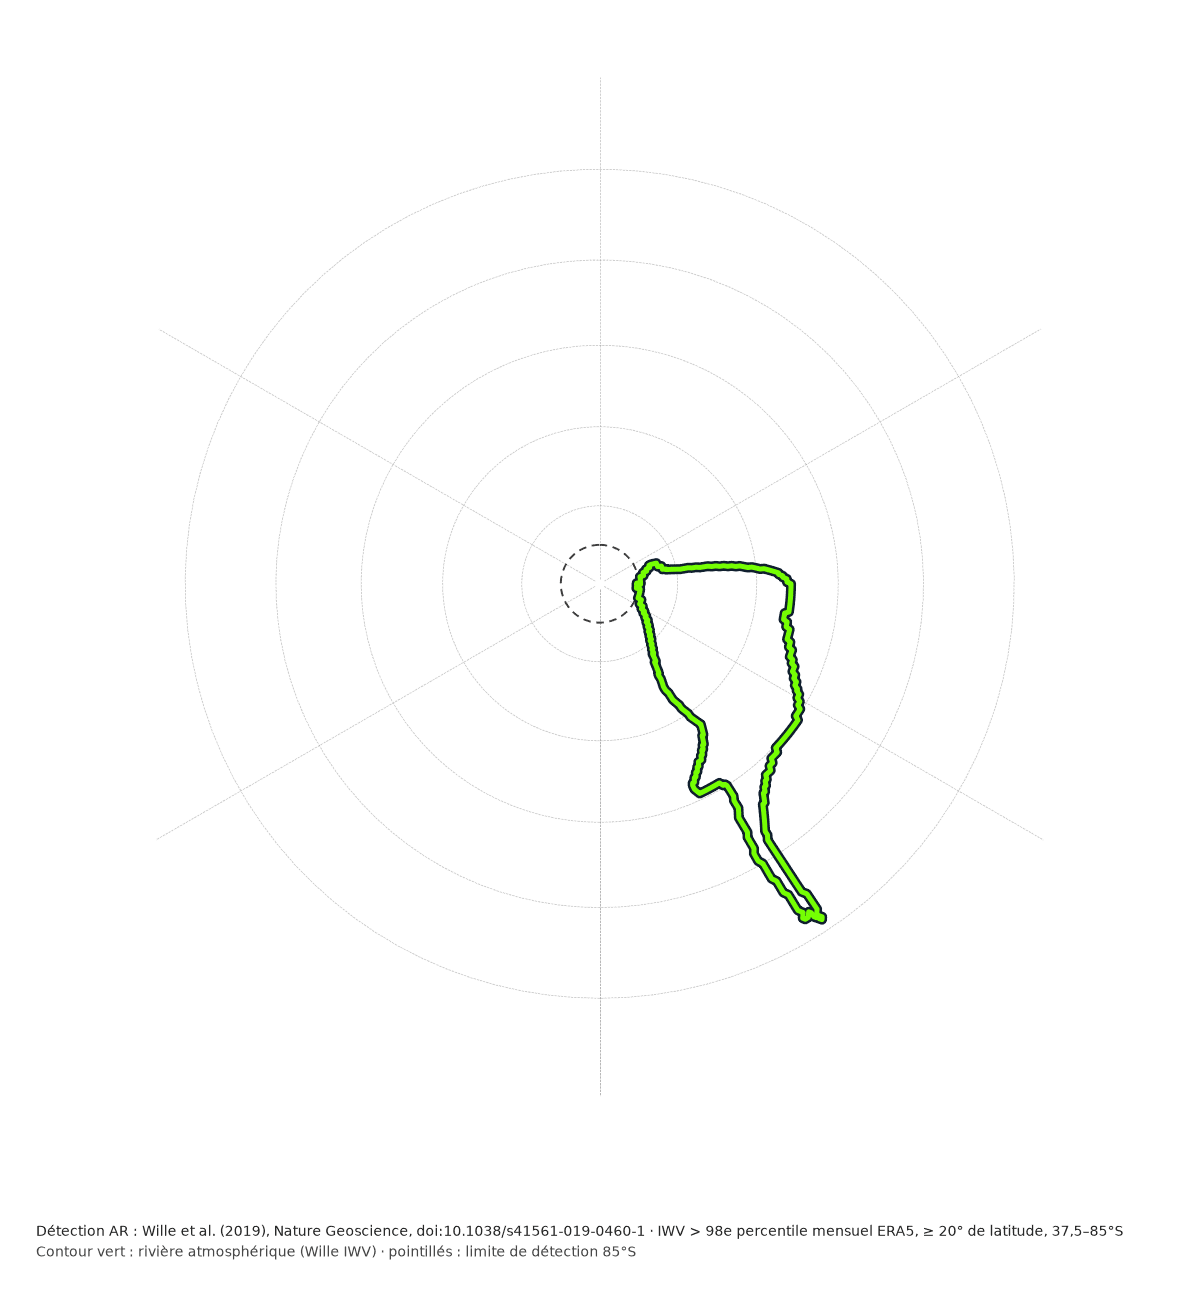 Détection AR : Wille et al. (2019), Nature Geoscience, doi:10.1038/s41561-019-0460-1 · IWV > 98e percentile mensuel ERA5, ≥ 20° de latitude, 37,5–85°S
Contour vert : rivière atmosphérique (Wille IWV) · pointillés : limite de détection 85°S